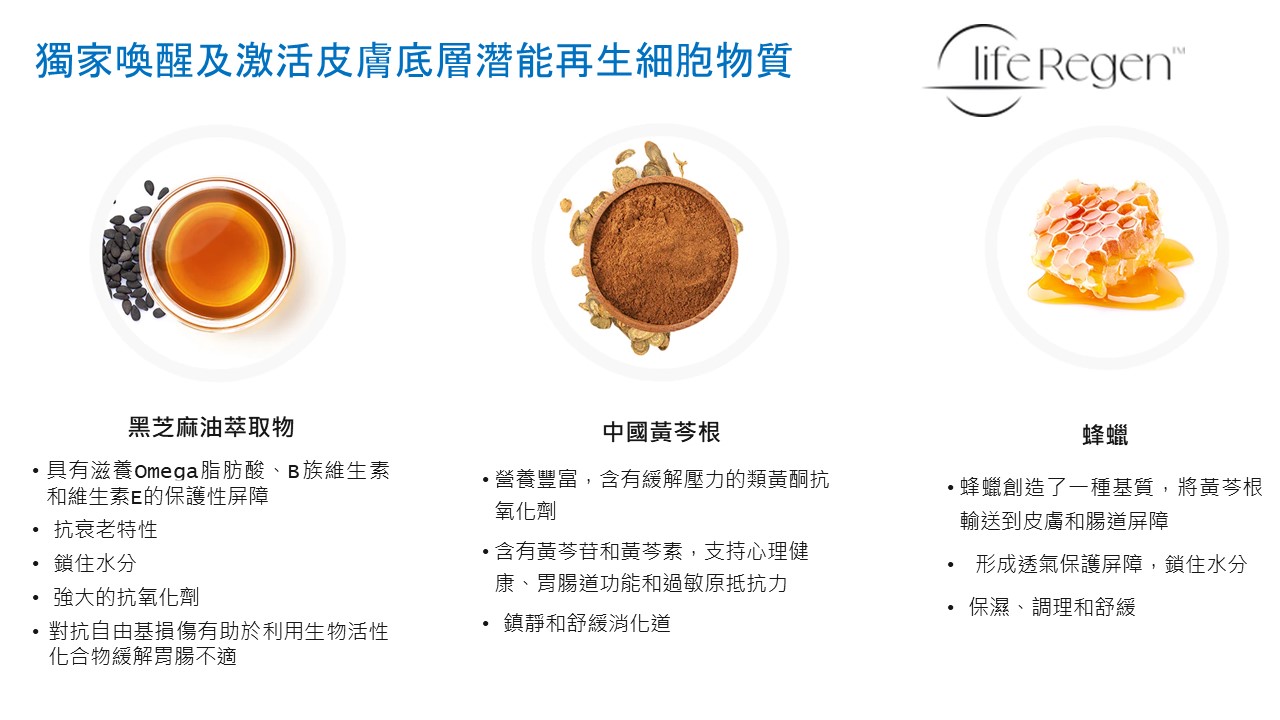 獨家喚醒及激活皮膚底層潛能再生細胞物質
life Regen™
黑芝麻油萃取物
• 具有滋養Omega脂肪酸、B族維生素
和維生素E的保護性屏障
• 抗衰老特性
• 鎖住水分
• 強大的抗氧化劑
• 對抗自由基損傷有助於利用生物活性
化合物緩解胃腸不適
中國黃芩根
• 營養豐富，含有緩解壓力的類黃酮抗
氧化劑
• 含有黃芩苷和黃芩素，支持心理健
康、胃腸道功能和過敏原抵抗力
• 鎮靜和舒緩消化道
蜂蠟
• 蜂蠟創造了一種基質，將黃芩根
輸送到皮膚和腸道屏障
• 形成透氣保護屏障，鎖住水分
• 保濕、調理和舒緩